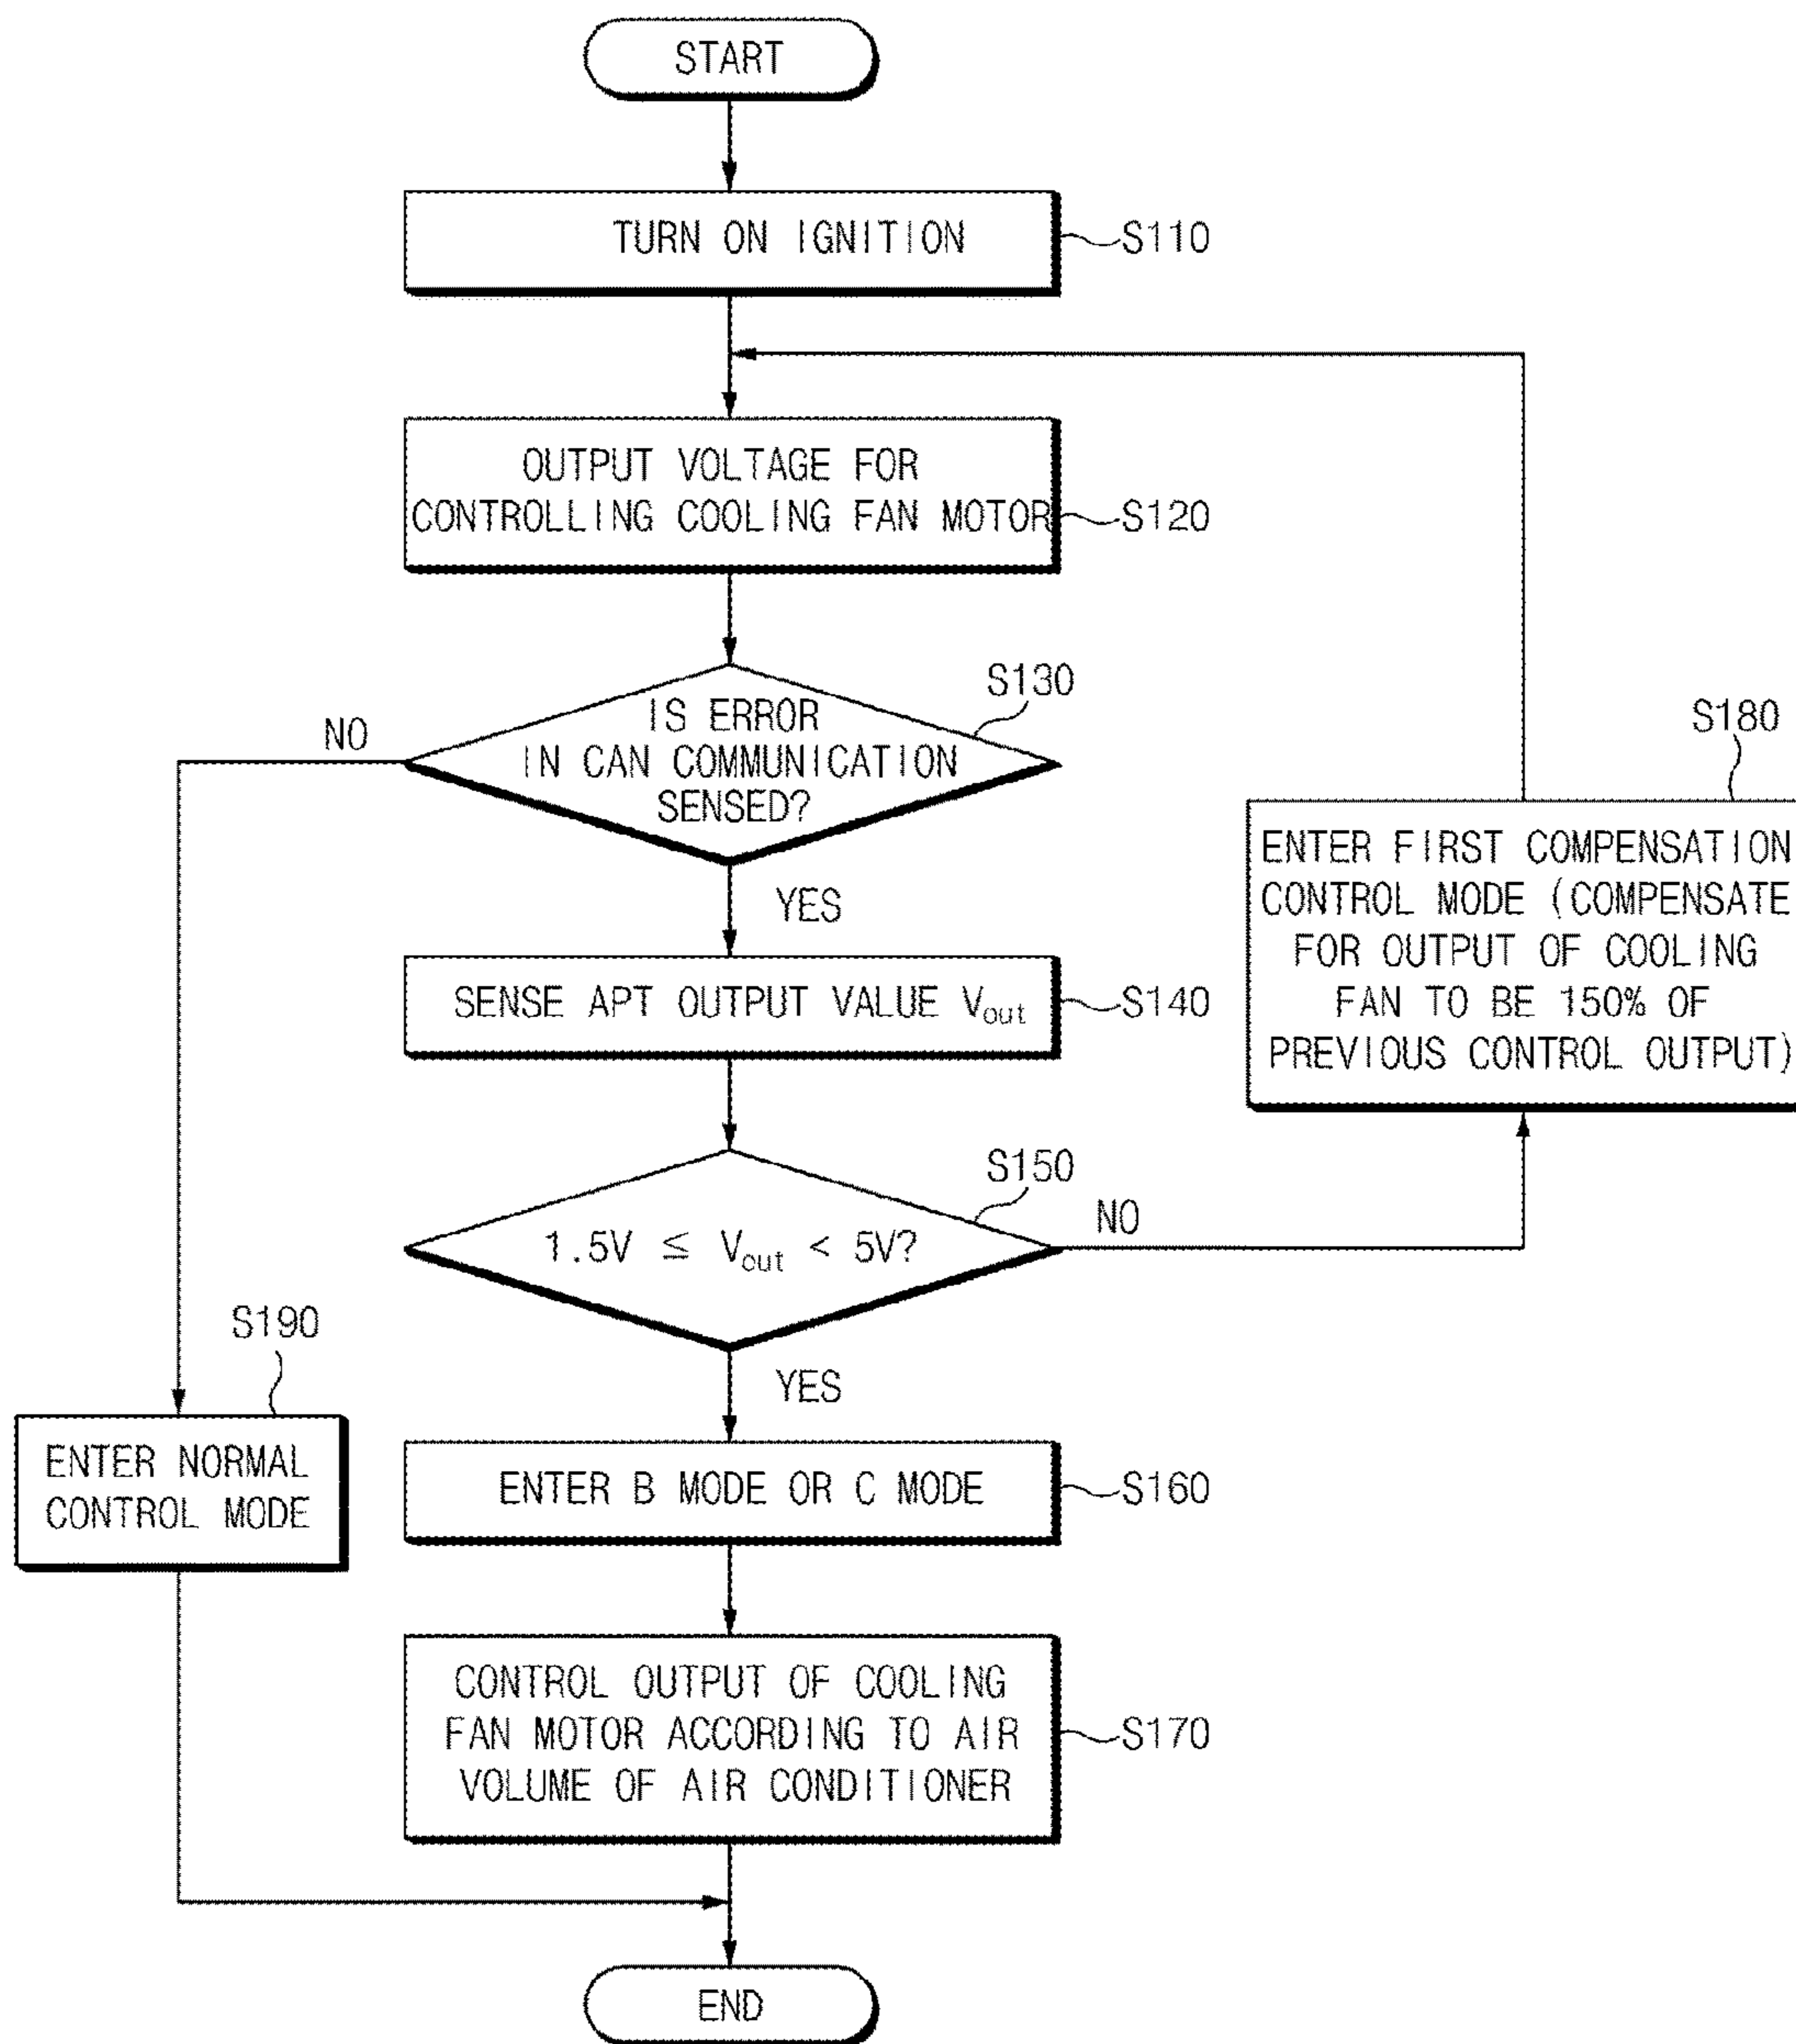 START
TURN ON IGNITION
S110
OUTPUT VOLTAGE FOR
CONTROLLING COOLING FAN MOTOR
S120
S130
IS ERROR
IN CAN COMMUNICATION
SENSED?
NO
YES
S180
ENTER FIRST COMPENSATION
CONTROL MODE (COMPENSATE
FOR OUTPUT OF COOLING
FAN TO BE 150% OF
PREVIOUS CONTROL OUTPUT)
SENSE APT OUTPUT VALUE Vout
S140
S150
1.5V ≦ Vout < 5V?
NO
YES
S190
ENTER NORMAL
CONTROL MODE
ENTER B MODE OR C MODE
S160
CONTROL OUTPUT OF COOLING
FAN MOTOR ACCORDING TO AIR
VOLUME OF AIR CONDITIONER
S170
END